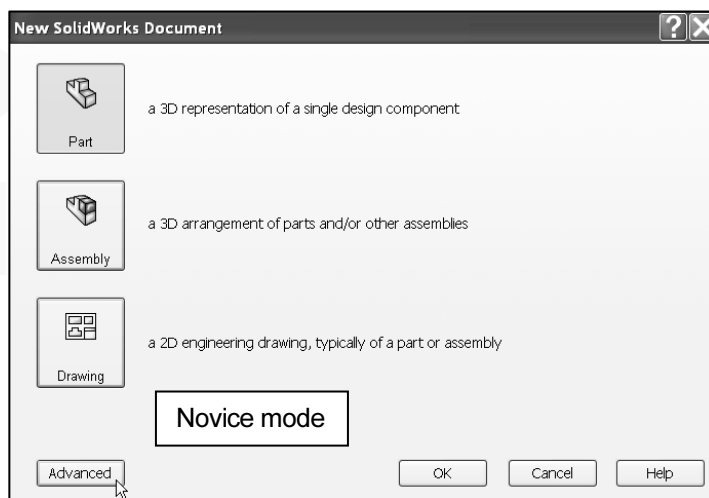 New SolidWorks Document
Part
a 3D representation of a single design component
Assembly
a 3D arrangement of parts and/or other assemblies
Drawing
a 2D engineering drawing, typically of a part or assembly
Novice mode
Advanced
OK
Cancel
Help